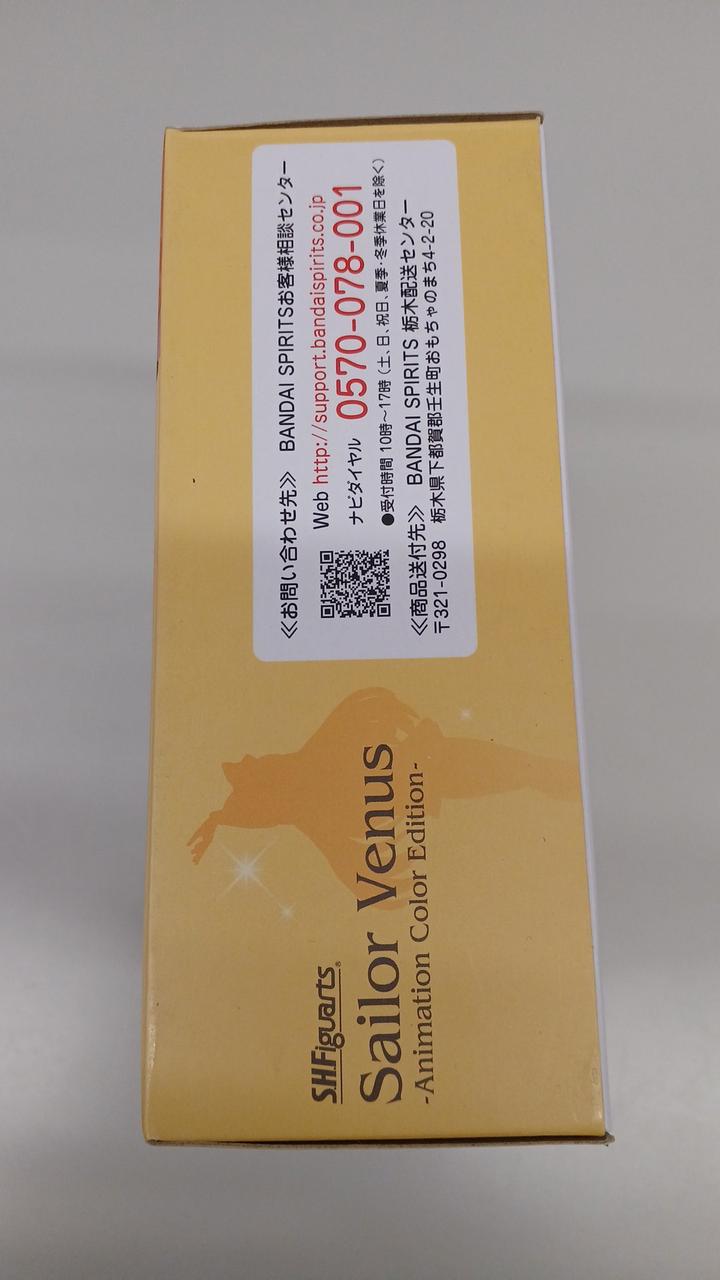 ≪お問い合わせ先≫ BANDAI SPIRITSお客様相談センター
Web http://support.bandaispirits.co.jp
ナビダイヤル 0570-078-001
●受付時間 10時～17時（土、日、祝日、夏季・冬季休業日を除く）
≪商品送付先≫ BANDAI SPIRITS 栃木配送センター
〒321-0298 栃木県下都賀郡壬生町おもちゃのまち4-2-20
S.H.Figuarts®
Sailor Venus
-Animation Color Edition-